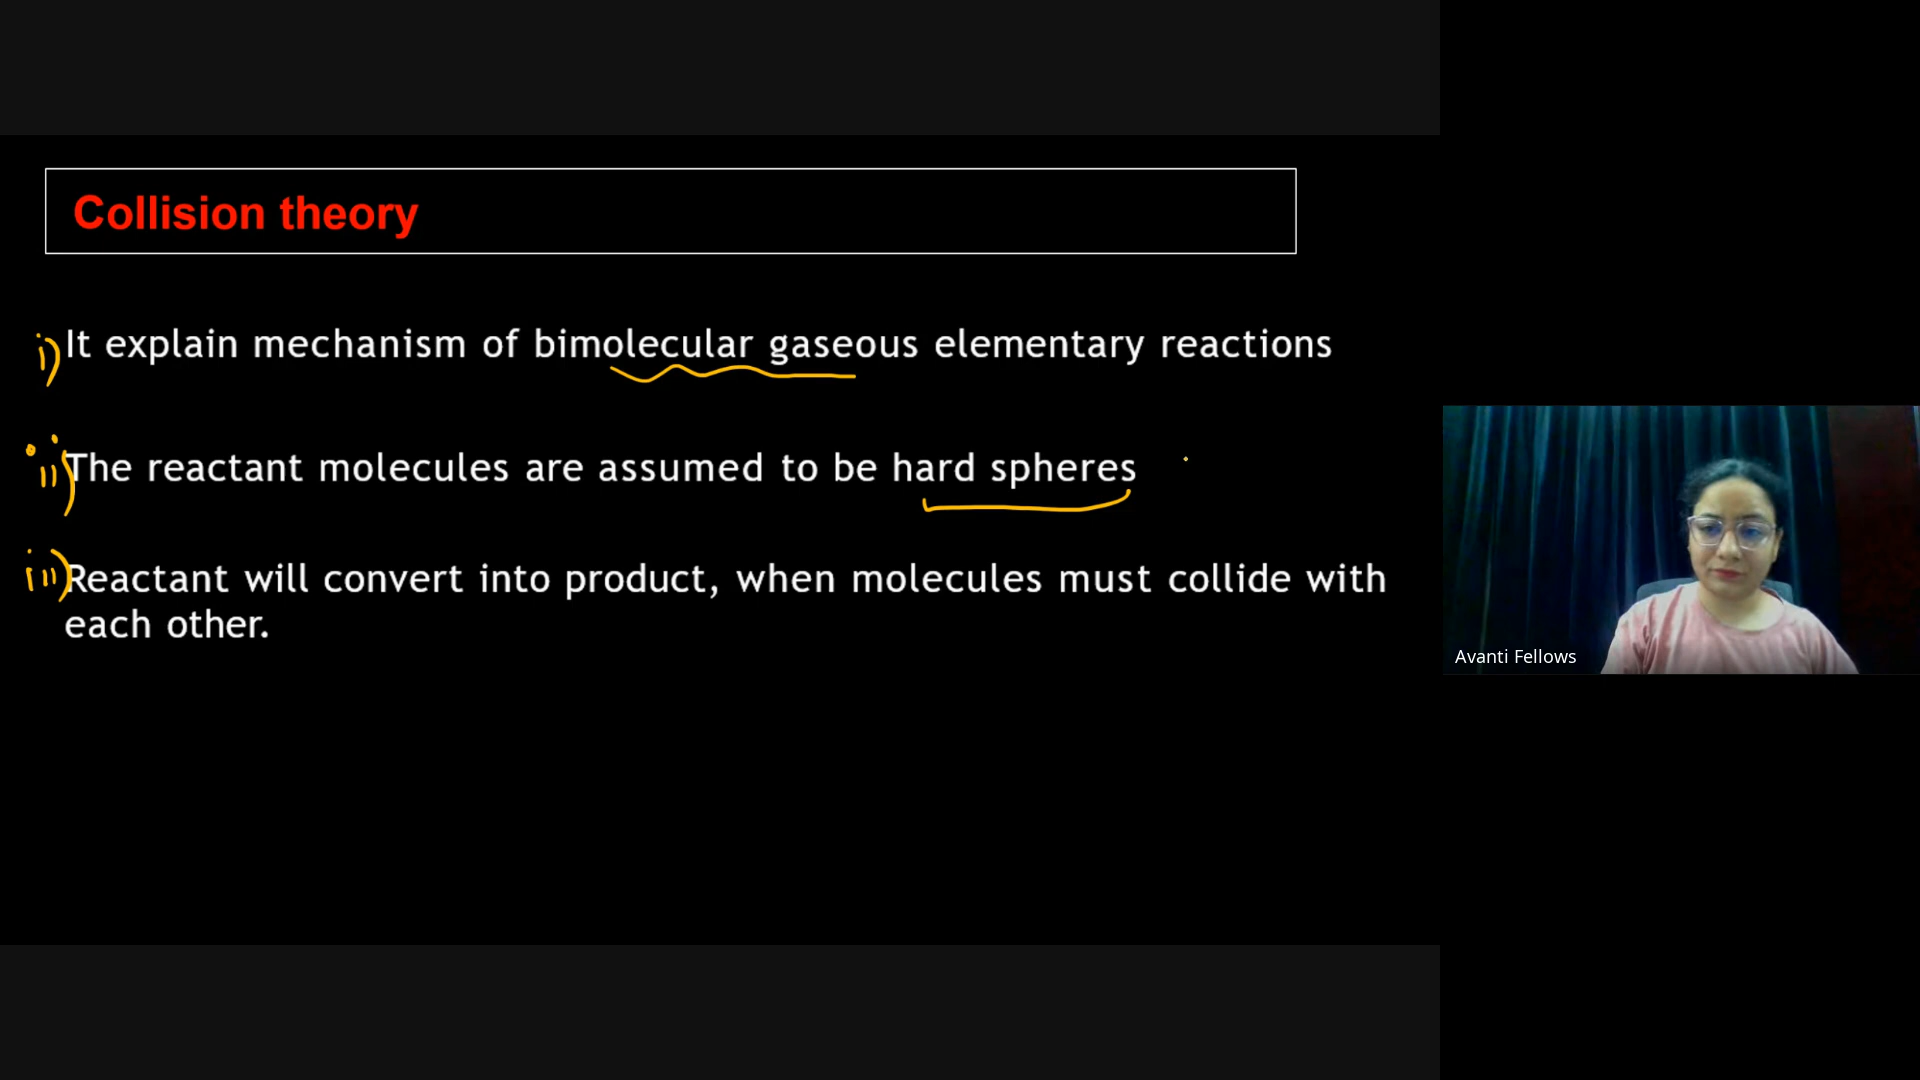 Collision theory
i) It explain mechanism of bimolecular gaseous elementary reactions
ii) The reactant molecules are assumed to be hard spheres
iii) Reactant will convert into product, when molecules must collide with
each other.
Avanti Fellows